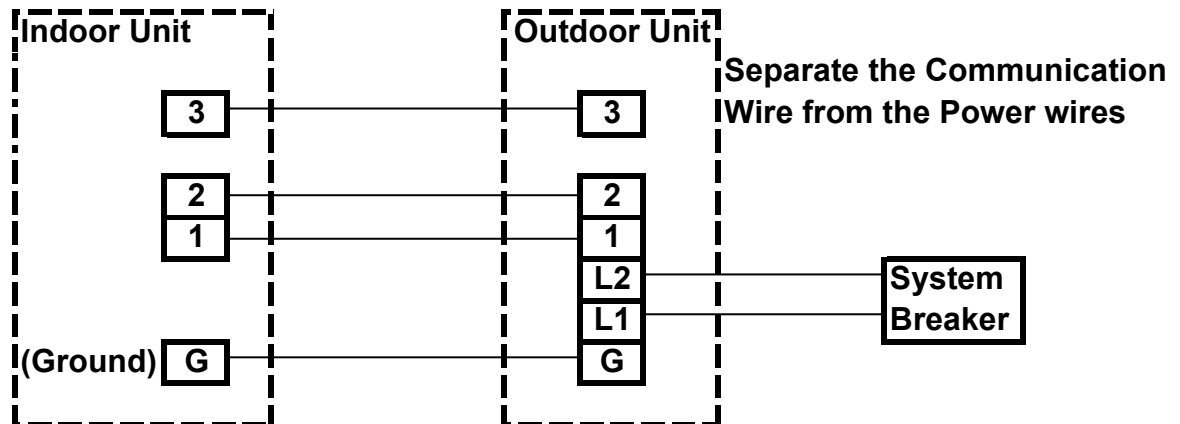 Indoor Unit
Outdoor Unit
Separate the Communication
Wire from the Power wires
3
3
2
2
1
1
L2
System
L1
Breaker
(Ground) G
G